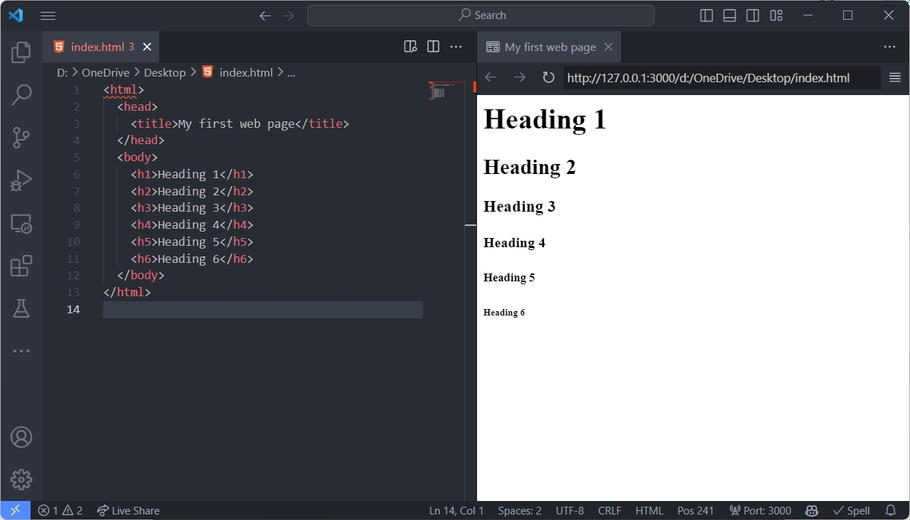 Search
index.html 3
D: > OneDrive > Desktop > index.html > ...
1 <html>
2 <head>
3 <title>My first web page</title>
4 </head>
5 <body>
6 <h1>Heading 1</h1>
7 <h2>Heading 2</h2>
8 <h3>Heading 3</h3>
9 <h4>Heading 4</h4>
10 <h5>Heading 5</h5>
11 <h6>Heading 6</h6>
12 </body>
13 </html>
14
My first web page
http://127.0.0.1:3000/d:/OneDrive/Desktop/index.html
Heading 1
Heading 2
Heading 3
Heading 4
Heading 5
Heading 6
1 2 Live Share Ln 14, Col 1 Spaces: 2 UTF-8 CRLF HTML Pos 241 Port: 3000 Spell